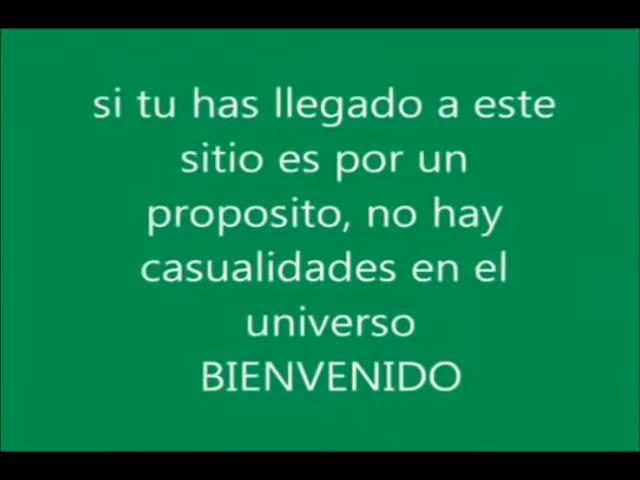 si tu has llegado a este
sitio es por un
proposito, no hay
casualidades en el
universo
BIENVENIDO